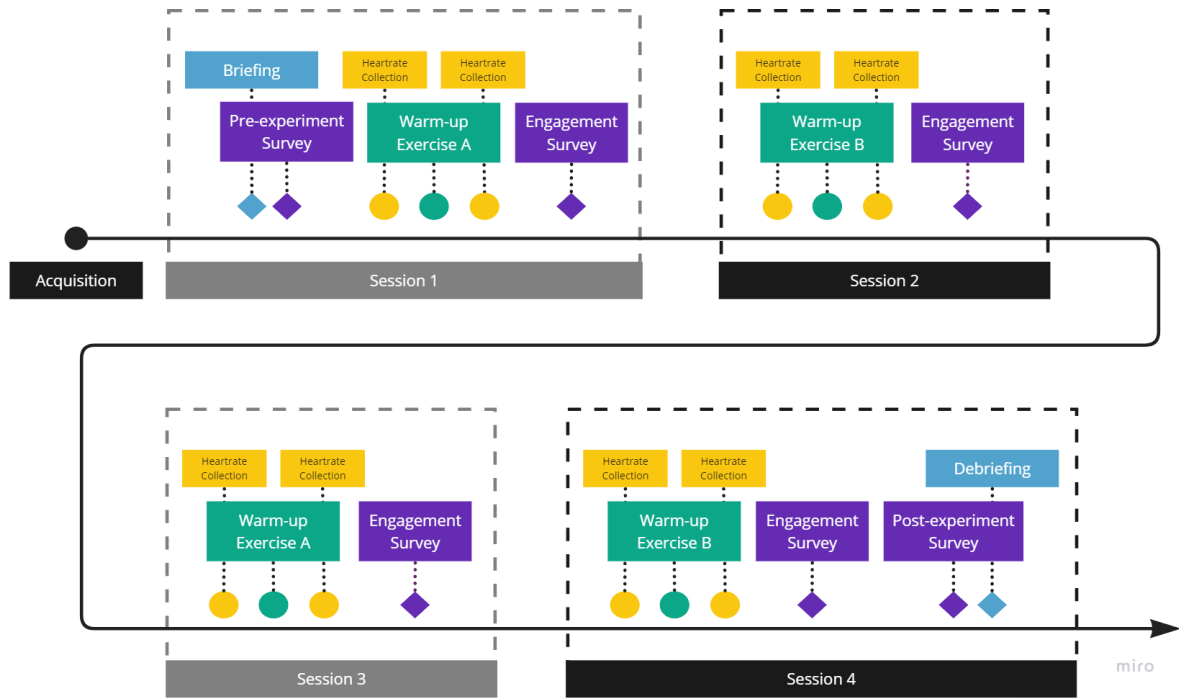 Briefing
Heartrate
Collection
Heartrate
Collection
Pre-experiment
Survey
Warm-up
Exercise A
Engagement
Survey
Heartrate
Collection
Heartrate
Collection
Warm-up
Exercise B
Engagement
Survey
Acquisition
Session 1
Session 2
Heartrate
Collection
Heartrate
Collection
Warm-up
Exercise A
Engagement
Survey
Heartrate
Collection
Heartrate
Collection
Debriefing
Warm-up
Exercise B
Engagement
Survey
Post-experiment
Survey
Session 3
Session 4
miro